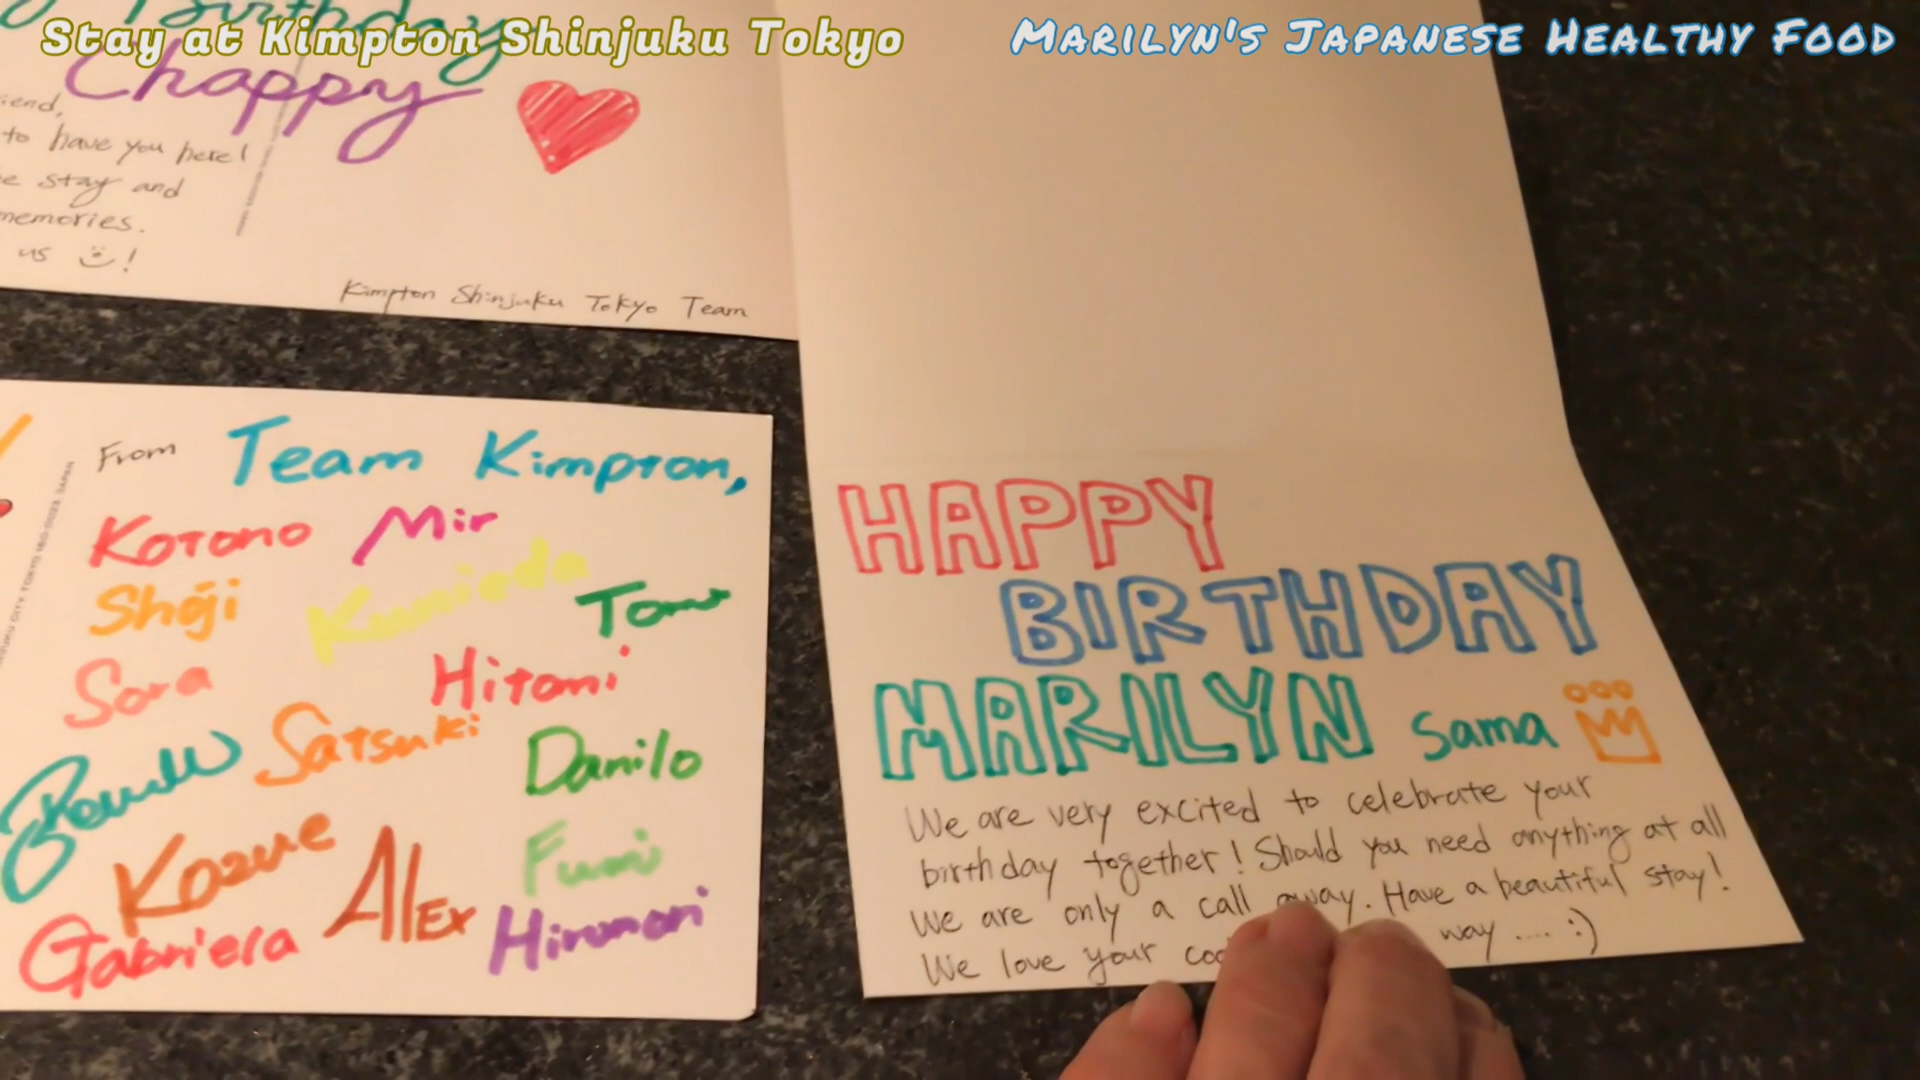 Stay at Kimpton Shinjuku Tokyo
Marilyn's Japanese Healthy Food
Birthday
Chappy
to have you here!
stay and
memories.
us !
Kimpton Shinjuku Tokyo Team
From Team Kimpton,
Kotono Mir
Shoji Kunieda Tomo
Sora Hitomi
Satsuki Danilo
Kozue Alex Fumi
Gabriela Hiromori
HAPPY
BIRTHDAY
MARILYN Sama
We are very excited to celebrate your
birthday together! Should you need anything at all
we are only a call away. Have a beautiful stay!
We love your way .... :)